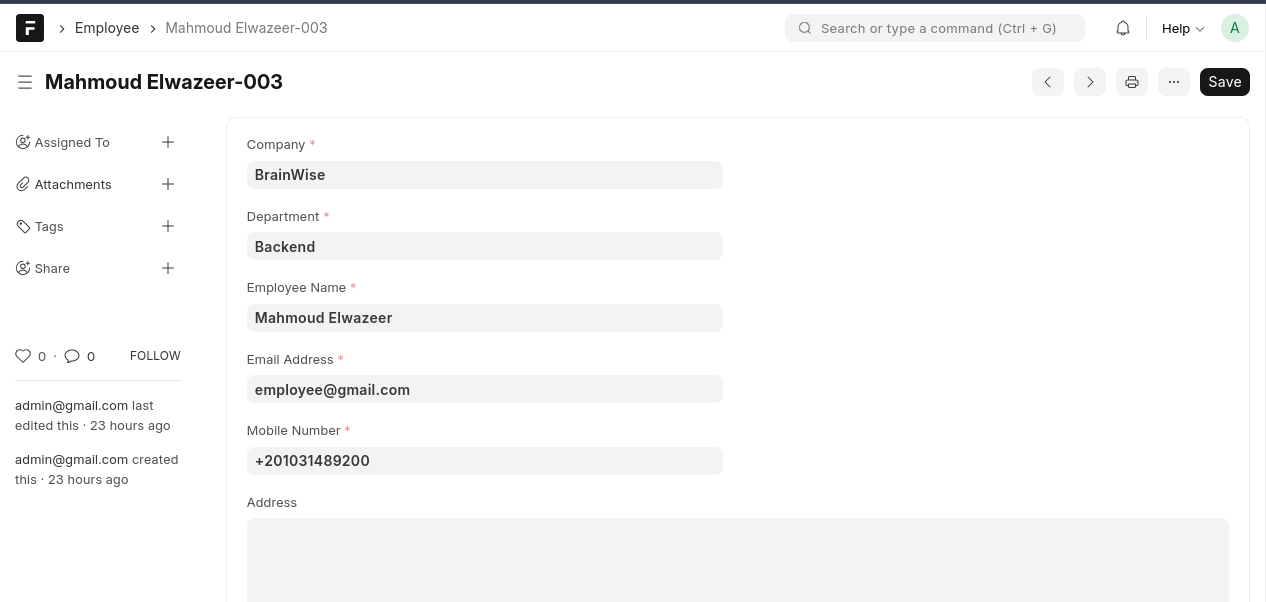 Employee
Mahmoud Elwazeer-003
Search or type a command (Ctrl + G)
Help
A
Mahmoud Elwazeer-003
Save
Assigned To
Attachments
Tags
Share
0 · 0 FOLLOW
admin@gmail.com last
edited this · 23 hours ago
admin@gmail.com created
this · 23 hours ago
Company *
BrainWise
Department *
Backend
Employee Name *
Mahmoud Elwazeer
Email Address *
employee@gmail.com
Mobile Number *
+201031489200
Address